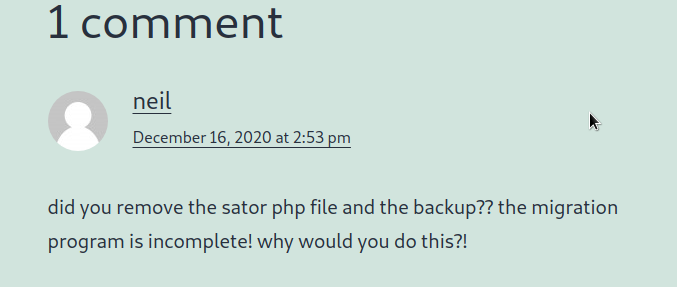 1 comment
neil
December 16, 2020 at 2:53 pm
did you remove the sator php file and the backup?? the migration
program is incomplete! why would you do this?!